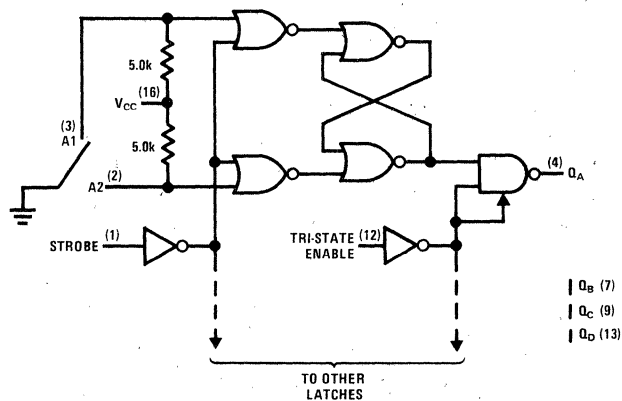 5.0k
(16)
VCC
5.0k
(3)
A1
(2)
A2
(4)
QA
STROBE (1)
TRI-STATE (12)
ENABLE
QB (7)
QC (9)
QD (13)
TO OTHER
LATCHES